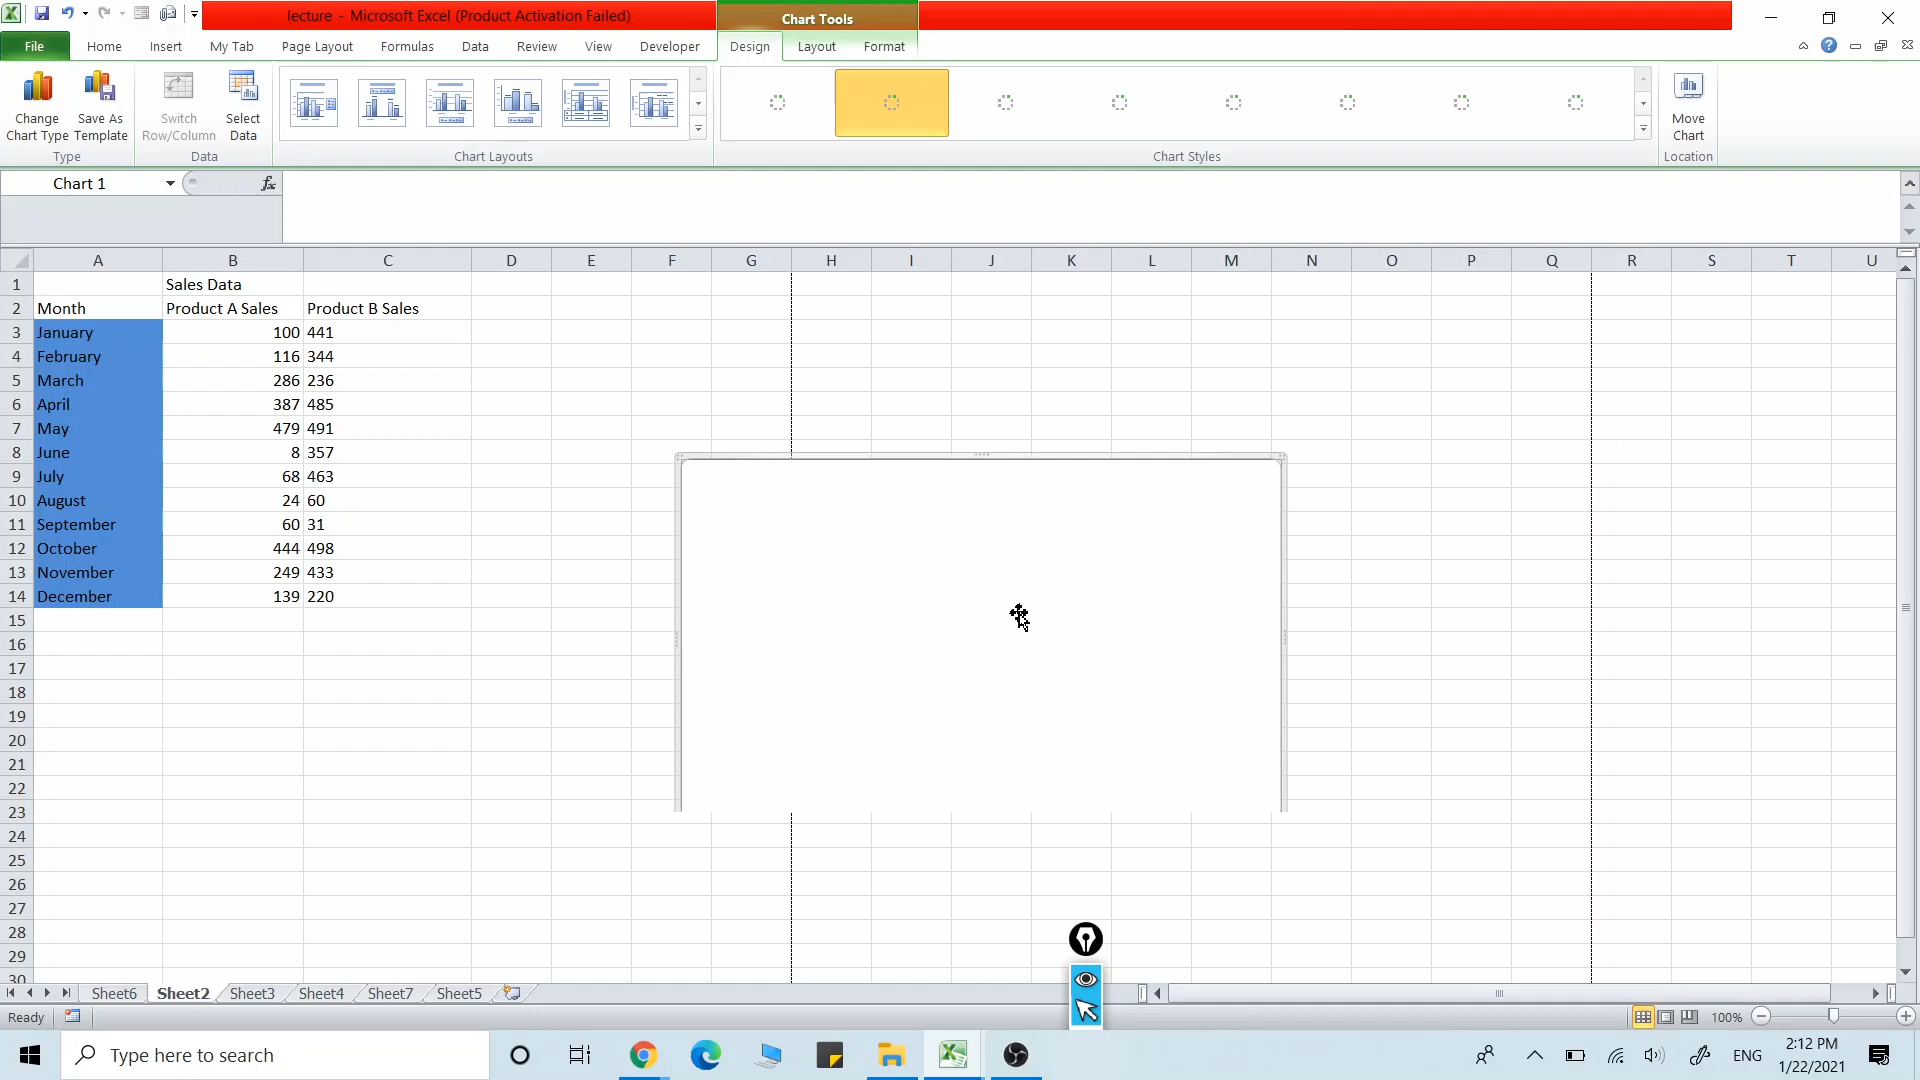 lecture - Microsoft Excel (Product Activation Failed)
Chart Tools
File Home Insert My Tab Page Layout Formulas Data Review View Developer Design Layout Format
Change Chart Type
Save As Template
Switch Row/Column
Select Data
Move Chart
Type Data Chart Layouts Chart Styles Location
Chart 1 fx
A B C D E F G H I J K L M N O P Q R S T U
1 Sales Data
2 Month Product A Sales Product B Sales
3 January 100 441
4 February 116 344
5 March 286 236
6 April 387 485
7 May 479 491
8 June 8 357
9 July 68 463
10 August 24 60
11 September 60 31
12 October 444 498
13 November 249 433
14 December 139 220
15
16
17
18
19
20
21
22
23
24
25
26
27
28
29
30
Sheet6 Sheet2 Sheet3 Sheet4 Sheet7 Sheet5
Ready 100%
Type here to search
ENG
2:12 PM
1/22/2021